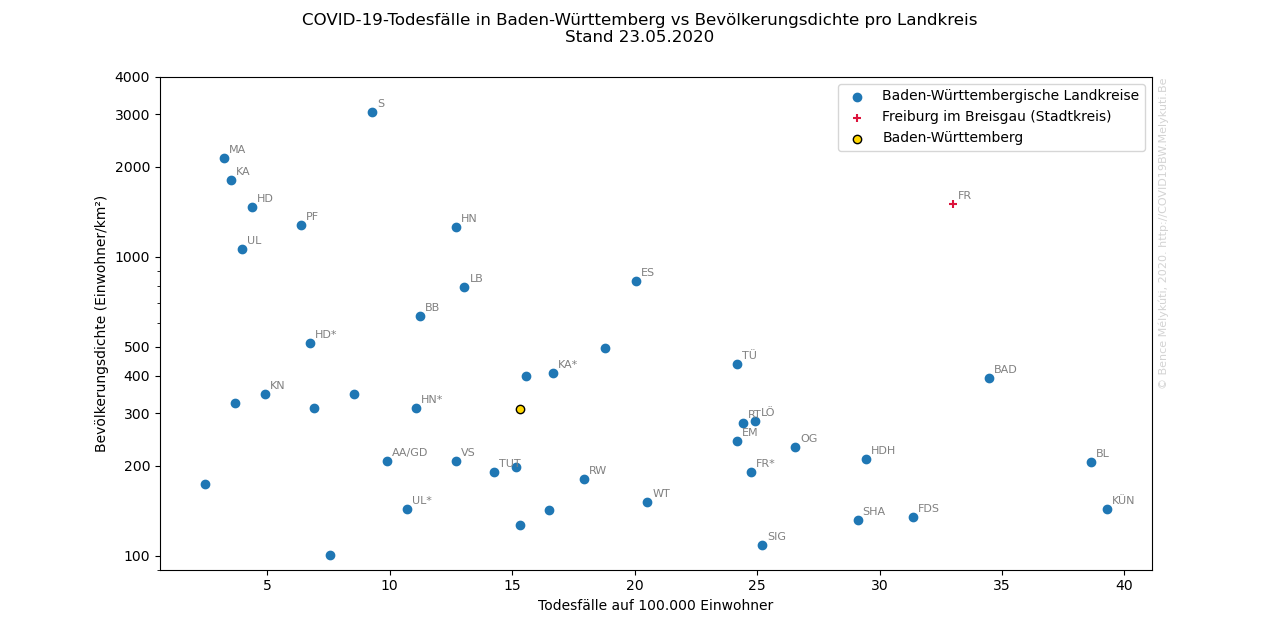 COVID-19-Todesfälle in Baden-Württemberg vs Bevölkerungsdichte pro Landkreis
Stand 23.05.2020
Baden-Württembergische Landkreise
Freiburg im Breisgau (Stadtkreis)
Baden-Württemberg
© Bence Mélykúti, 2020. http://COVID19BW.Melykuti.Be
Bevölkerungsdichte (Einwohner/km²)
4000
3000
2000
1000
500
400
300
200
100
S
MA
KA
HD
FR
PF
HN
UL
ES
LB
BB
HD*
TÜ
KA*
BAD
KN
HN*
RT
LÖ
EM
OG
AA/GD
VS
HDH
BL
TUT
FR*
RW
WT
UL*
KÜN
SHA
FDS
SIG
5
10
15
20
25
30
35
40
Todesfälle auf 100.000 Einwohner